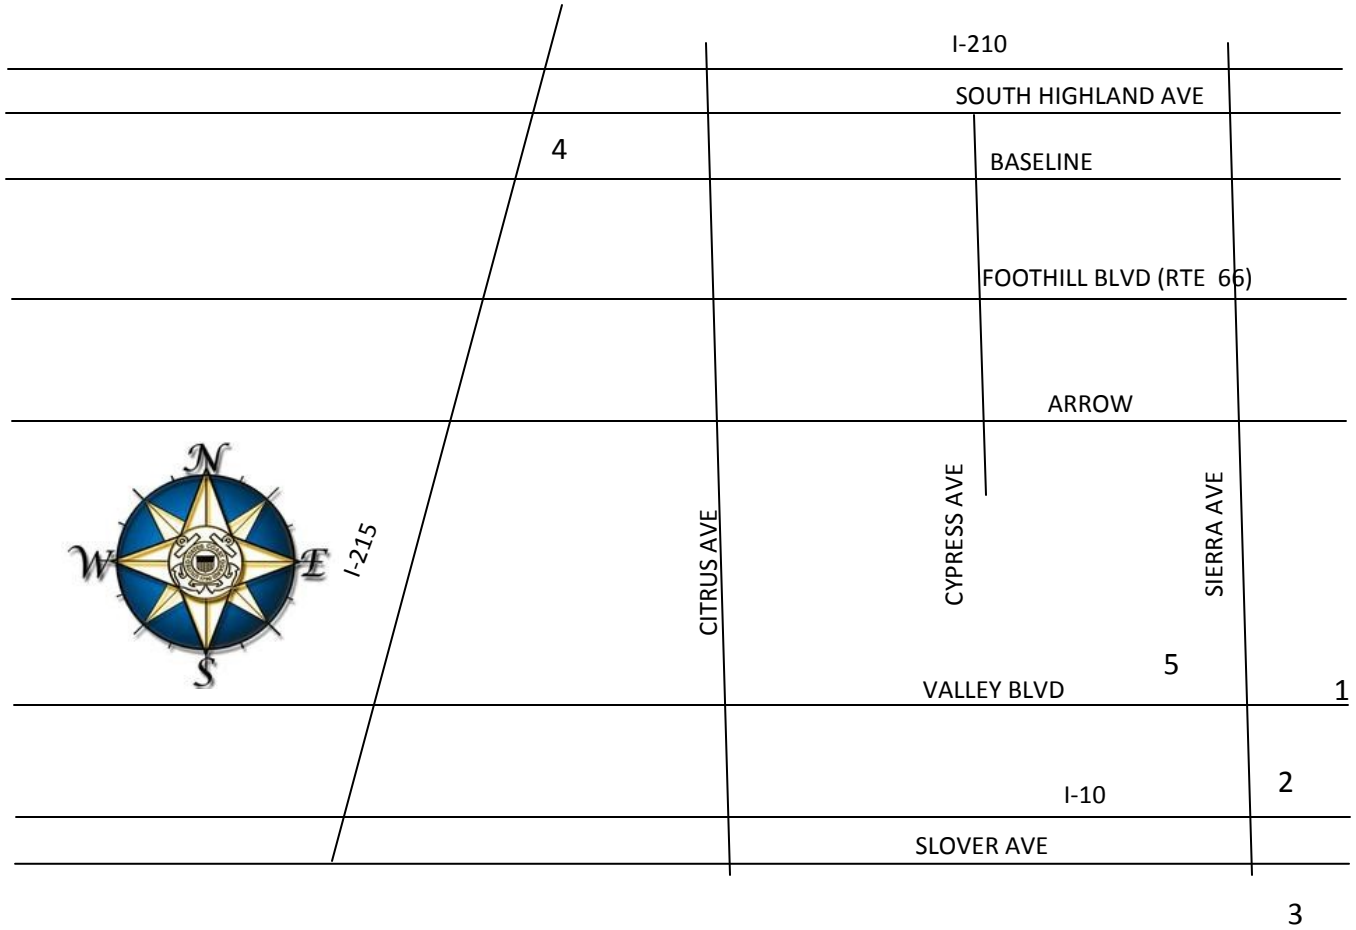 I-210
SOUTH HIGHLAND AVE
4
BASELINE
FOOTHILL BLVD (RTE 66)
ARROW
N
W
E
S
I-215
CITRUS AVE
CYPRESS AVE
SIERRA AVE
5
VALLEY BLVD
1
2
I-10
SLOVER AVE
3